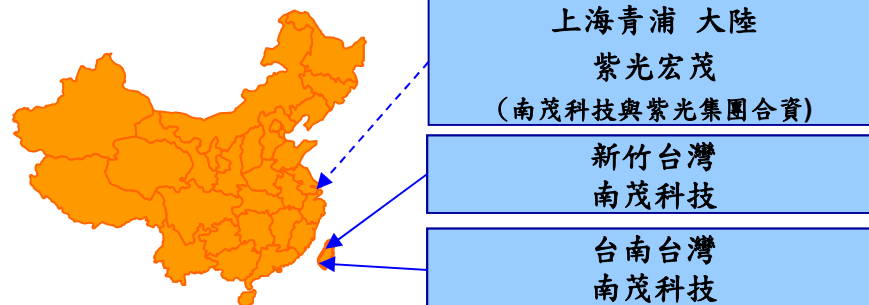 上海青浦 大陸
紫光宏茂
(南茂科技與紫光集團合資)
新竹台灣
南茂科技
台南台灣
南茂科技